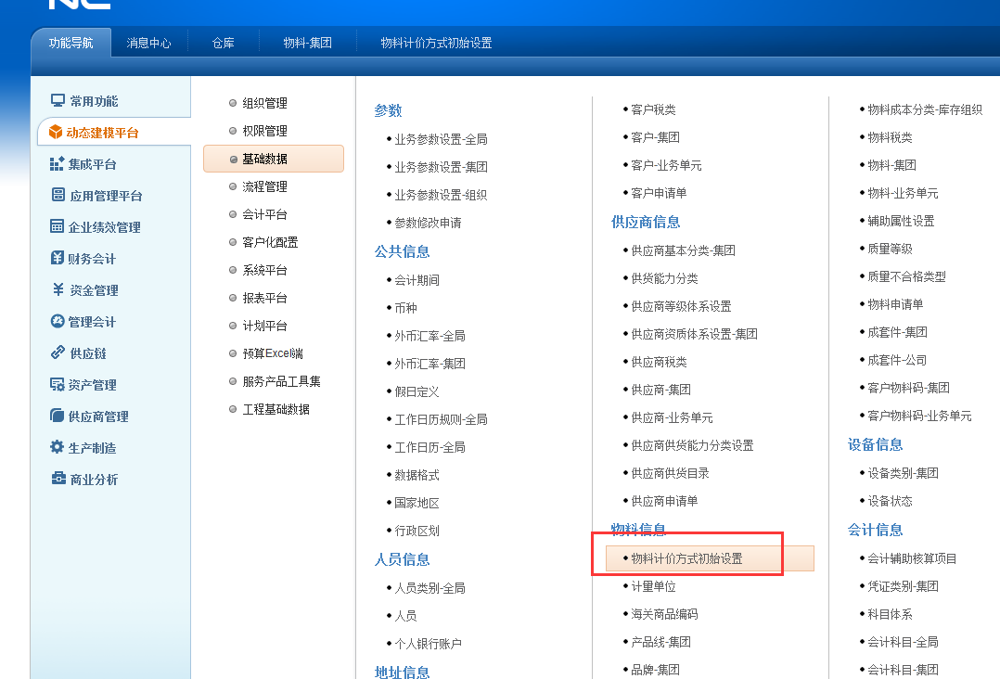 NC
功能导航
消息中心
仓库
物料-集团
物料计价方式初始设置
常用功能
动态建模平台
集成平台
应用管理平台
企业绩效管理
财务会计
资金管理
管理会计
供应链
资产管理
供应商管理
生产制造
商业分析
组织管理
权限管理
基础数据
流程管理
会计平台
客户化配置
系统平台
报表平台
计划平台
预算Excel端
服务产品工具集
工程基础数据
参数
业务参数设置-全局
业务参数设置-集团
业务参数设置-组织
参数修改申请
公共信息
会计期间
币种
外币汇率-全局
外币汇率-集团
假日定义
工作日历规则-全局
工作日历-全局
数据格式
国家地区
行政区划
人员信息
人员类别-全局
人员
个人银行账户
地址信息
客户税类
客户-集团
客户-业务单元
客户申请单
供应商信息
供应商基本分类-集团
供货能力分类
供应商等级体系设置
供应商资质体系设置-集团
供应商税类
供应商-集团
供应商-业务单元
供应商供货能力分类设置
供应商供货目录
供应商申请单
物料信息
物料计价方式初始设置
计量单位
海关商品编码
产品线-集团
品牌-集团
物料成本分类-库存组织
物料税类
物料-集团
物料-业务单元
辅助属性设置
质量等级
质量不合格类型
物料申请单
成套件-集团
成套件-公司
客户物料码-集团
客户物料码-业务单元
设备信息
设备类别-集团
设备状态
会计信息
会计辅助核算项目
凭证类别-集团
科目体系
会计科目-全局
会计科目-集团